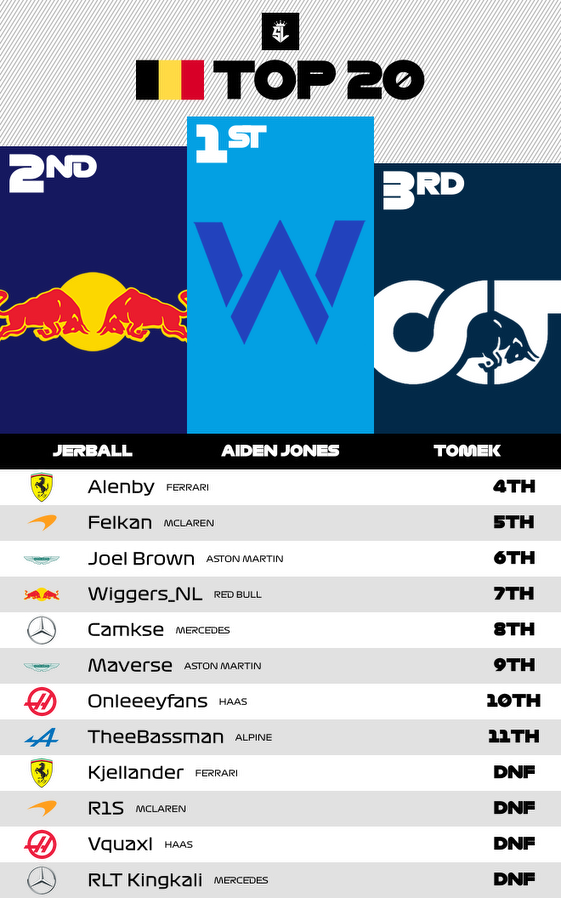 SL
TOP 20
1ST
2ND
3RD
JERBALL
AIDEN JONES
TOMEK
Alenby FERRARI 4TH
Felkan MCLAREN 5TH
Joel Brown ASTON MARTIN 6TH
Wiggers_NL RED BULL 7TH
Camkse MERCEDES 8TH
Maverse ASTON MARTIN 9TH
Onleeeyfans HAAS 10TH
TheeBassman ALPINE 11TH
Kjellander FERRARI DNF
R1S MCLAREN DNF
Vquaxl HAAS DNF
RLT Kingkali MERCEDES DNF